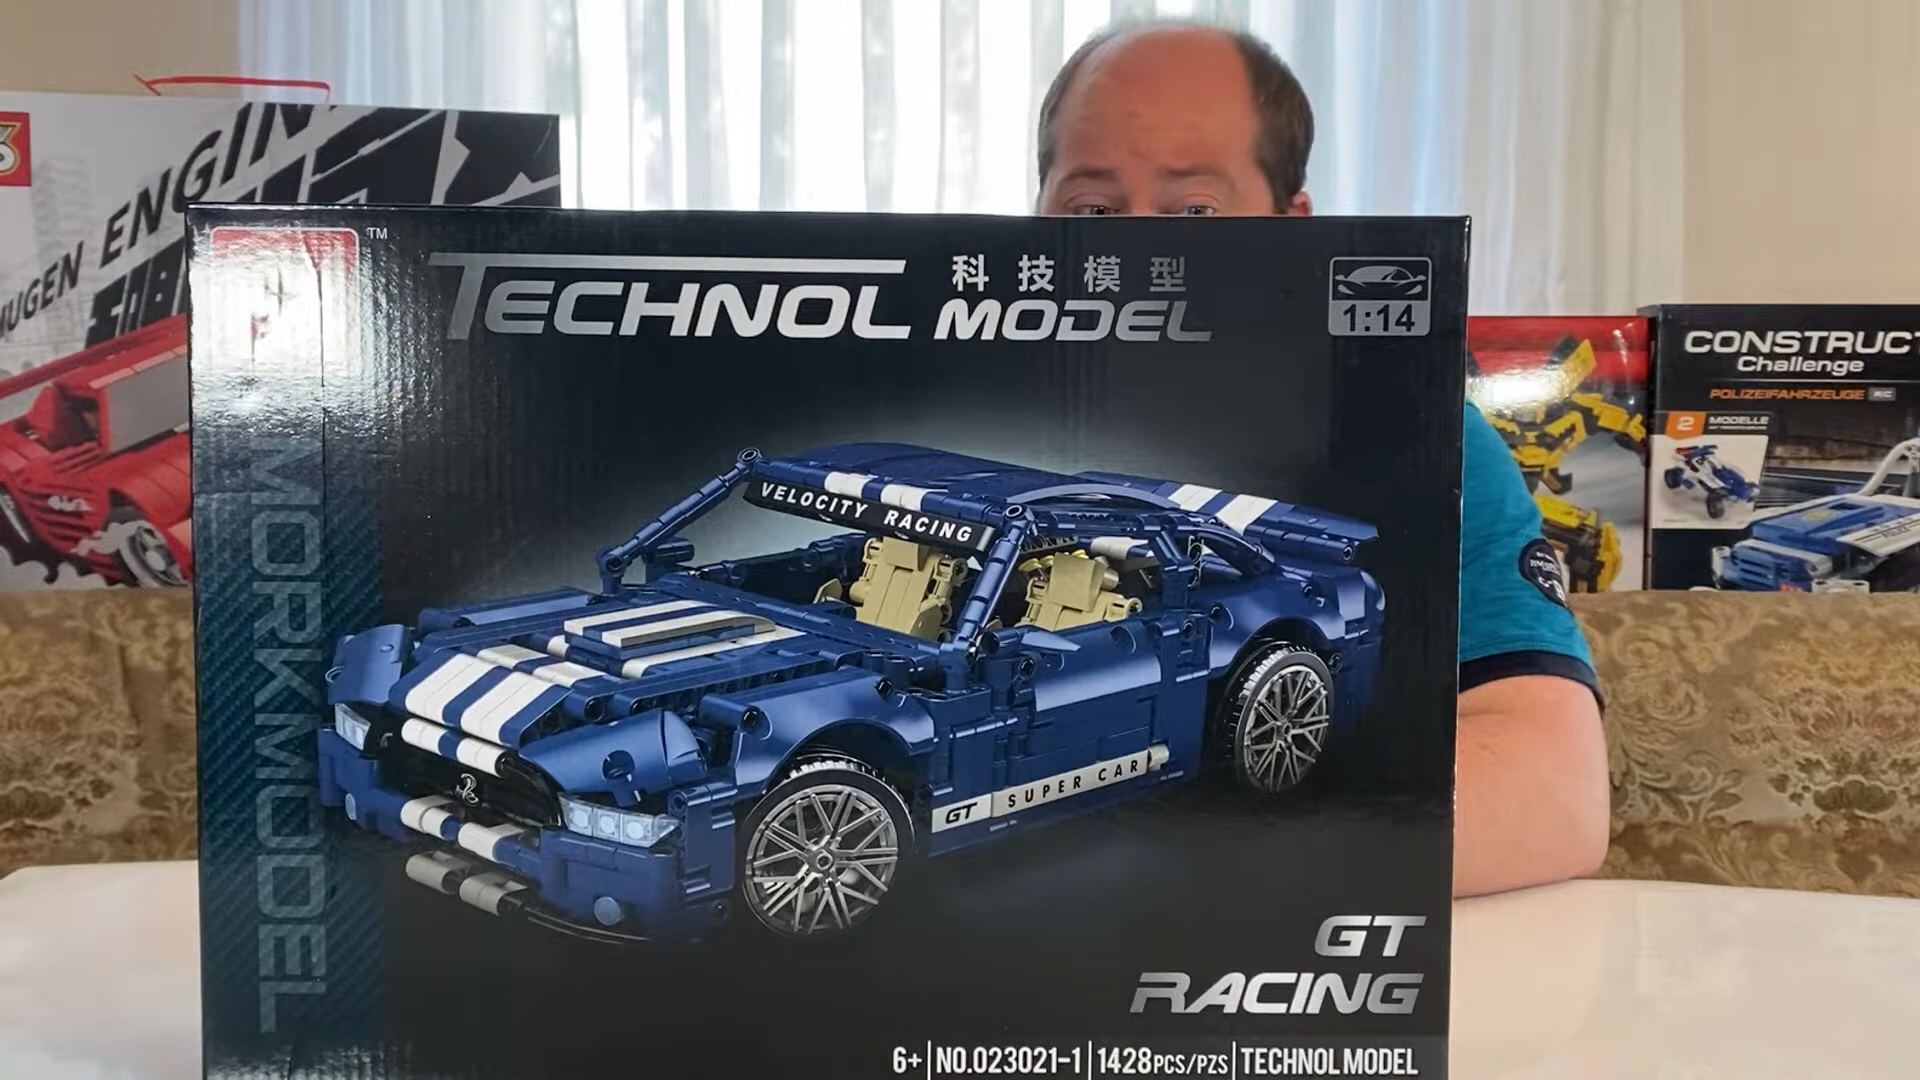 MUGEN ENGIN
™
TECHNOL
科技模型
MODEL
1:14
MORKMODEL
VELOCITY RACING
GT SUPER CAR
GT
RACING
6+ NO.023021-1 1428PCS/PZS TECHNOL MODEL
CONSTRUCT
Challenge
POLIZEIFAHRZEUGE R/C
2 MODELLE